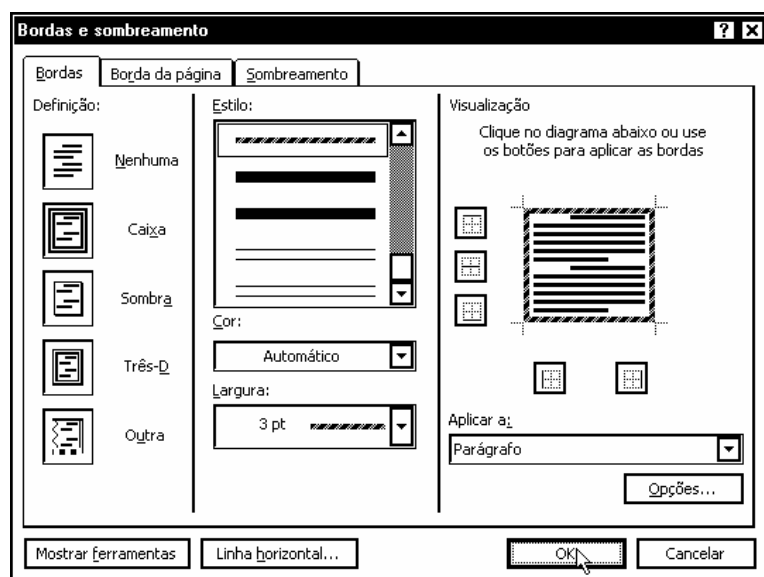 Bordas e sombreamento
Bordas
Borda da página
Sombreamento
Definição:
Nenhuma
Caixa
Sombra
Três-D
Outra
Estilo:
Cor:
Automático
Largura:
3 pt
Visualização
Clique no diagrama abaixo ou use
os botões para aplicar as bordas
Aplicar a:
Parágrafo
Opções...
Mostrar ferramentas
Linha horizontal...
OK
Cancelar